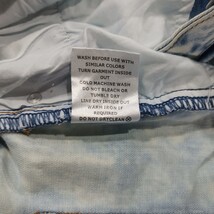 WASH BEFORE USE WITH
SIMILAR COLORS
TURN GARMENT INSIDE
OUT
COLD MACHINE WASH
DO NOT BLEACH OR
TUMBLE DRY
LINE DRY INSIDE OUT
WARM IRON IF
REQUIRED
DO NOT DRYCLEAN